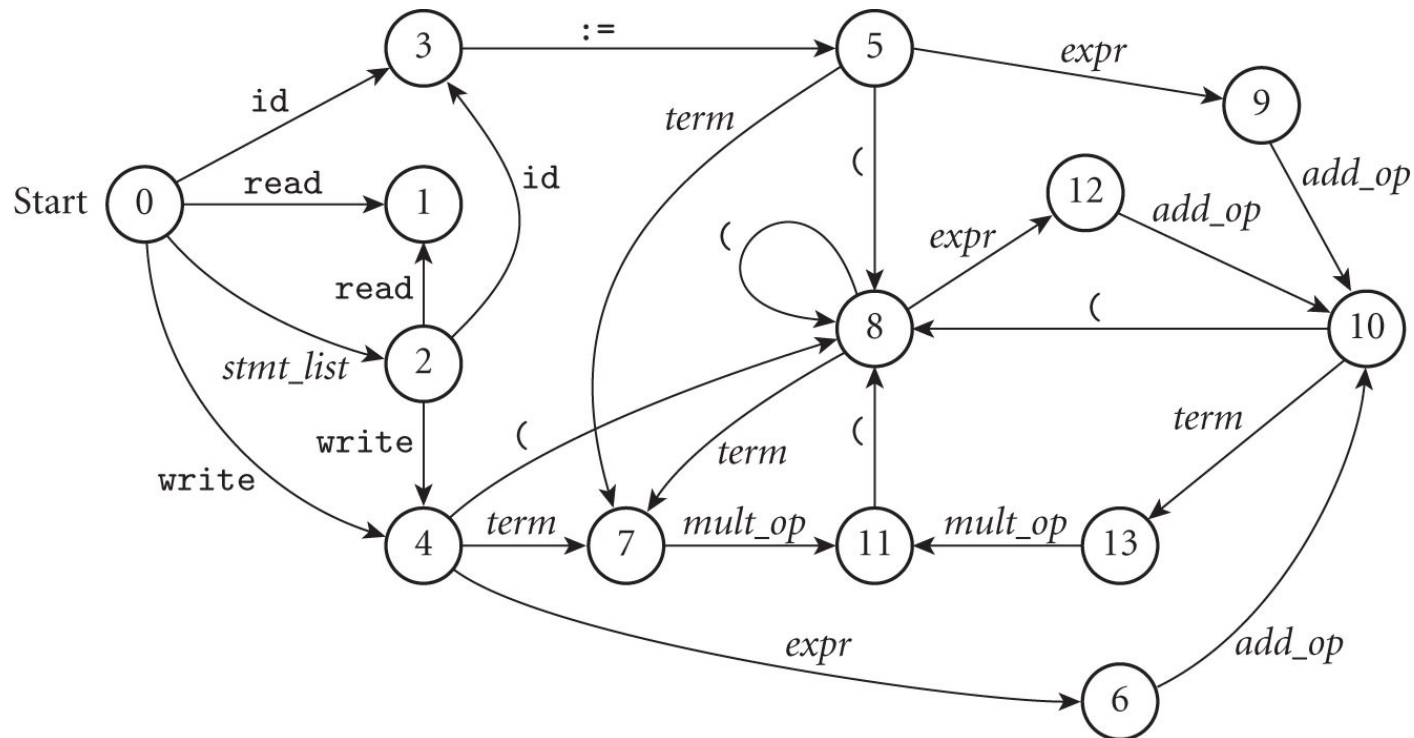 3
:=
5
expr
9
id
term
(
id
add_op
Start
0
read
1
12
add_op
(
expr
read
8
(
10
stmt_list
2
term
write
(
term
(
write
4
term
7
mult_op
11
mult_op
13
expr
add_op
6